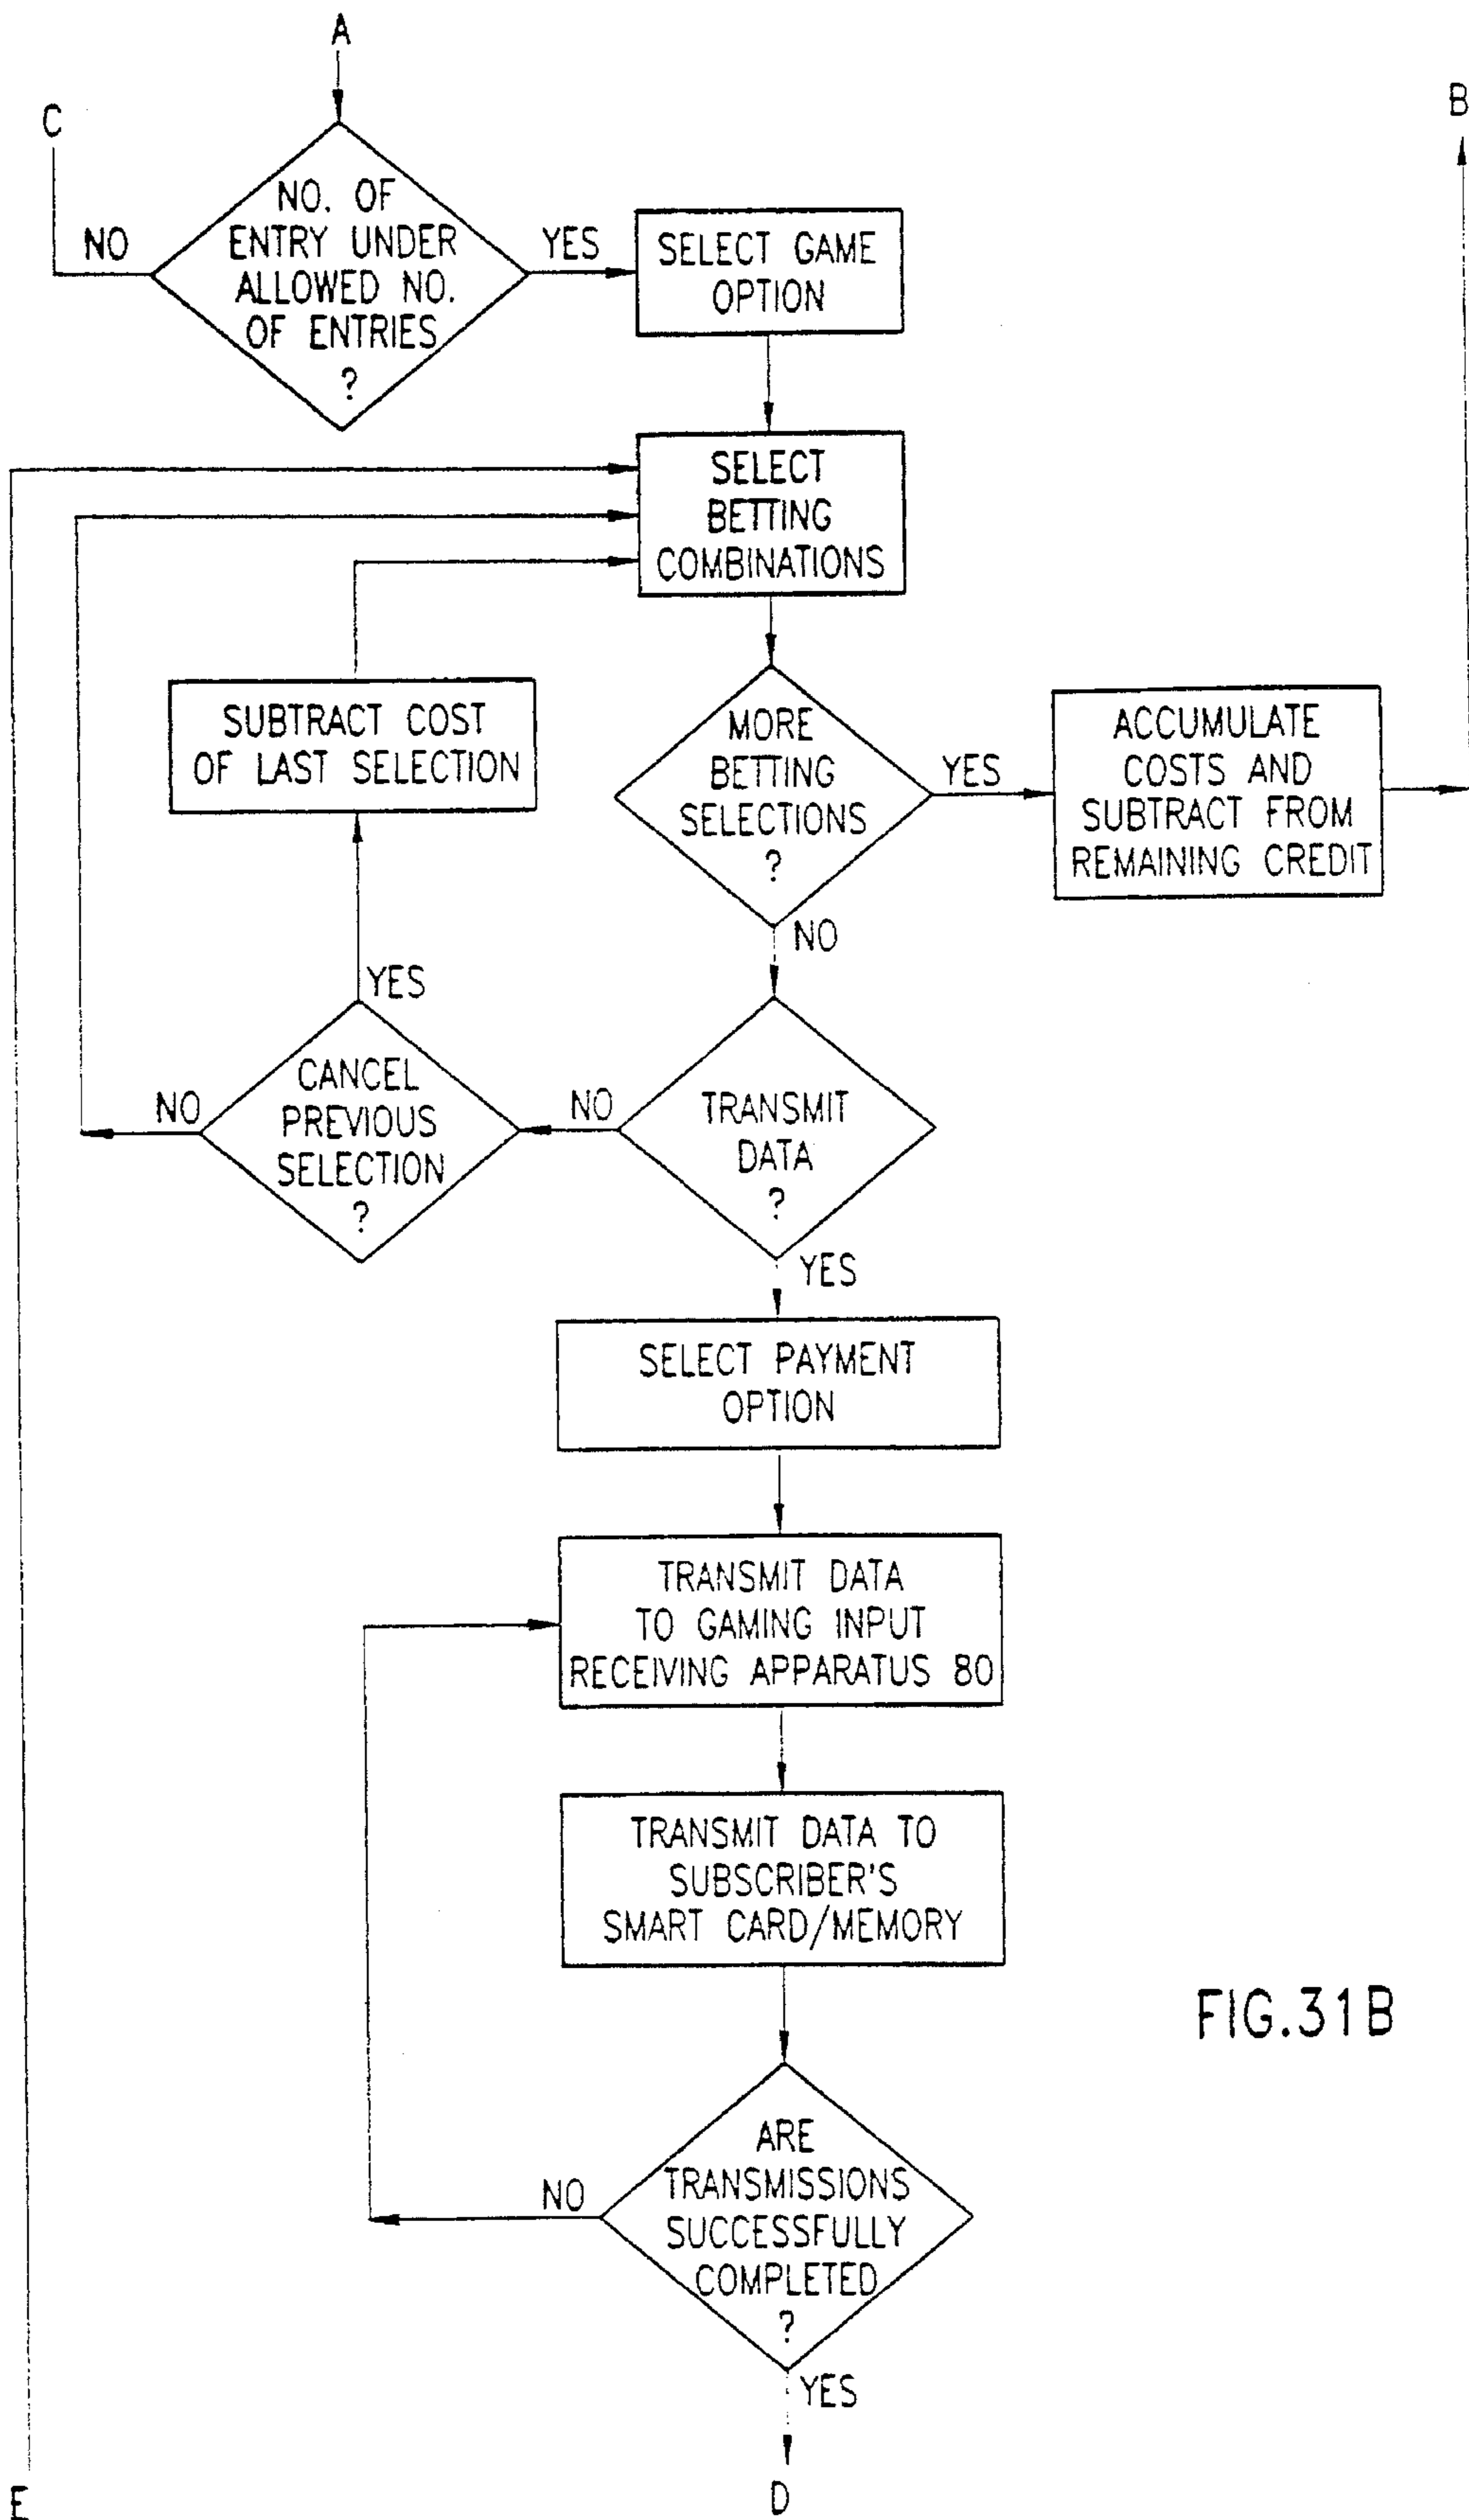 A
C
B
NO. OF
ENTRY UNDER
ALLOWED NO.
OF ENTRIES
?
NO
YES
SELECT GAME
OPTION
SELECT
BETTING
COMBINATIONS
SUBTRACT COST
OF LAST SELECTION
MORE
BETTING
SELECTIONS
?
YES
ACCUMULATE
COSTS AND
SUBTRACT FROM
REMAINING CREDIT
NO
YES
CANCEL
PREVIOUS
SELECTION
?
NO
NO
TRANSMIT
DATA
?
YES
SELECT PAYMENT
OPTION
TRANSMIT DATA
TO GAMING INPUT
RECEIVING APPARATUS 80
TRANSMIT DATA TO
SUBSCRIBER'S
SMART CARD/MEMORY
FIG.31B
ARE
TRANSMISSIONS
SUCCESSFULLY
COMPLETED
?
NO
YES
E
D